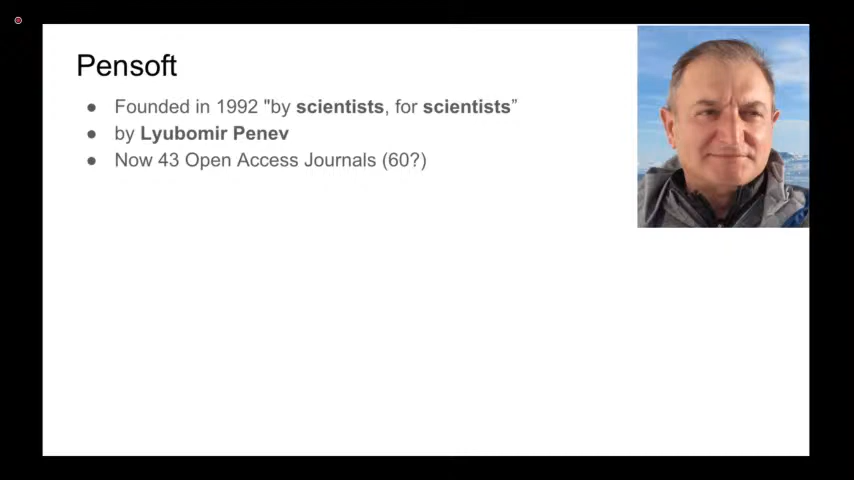 Pensoft
● Founded in 1992 "by scientists, for scientists”
● by Lyubomir Penev
● Now 43 Open Access Journals (60?)